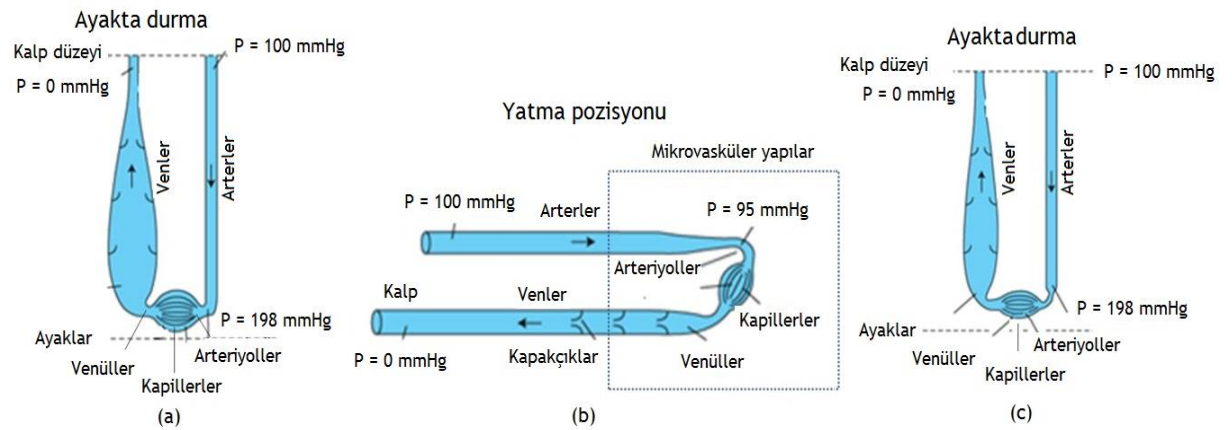 Ayakta durma
Kalp düzeyi
P = 100 mmHg
P = 0 mmHg
Venler
Arterler
P = 198 mmHg
Ayaklar
Venüller
Arteriyoller
Kapillerler
(a)
Yatma pozisyonu
Mikrovasküler yapılar
P = 100 mmHg
Arterler
P = 95 mmHg
Arteriyoller
Kalp
Venler
Kapillerler
P = 0 mmHg
Kapakçıklar
Venüller
(b)
Ayakta durma
Kalp düzeyi
P = 100 mmHg
P = 0 mmHg
Venler
Arterler
P = 198 mmHg
Ayaklar
Venüller
Arteriyoller
Kapillerler
(c)